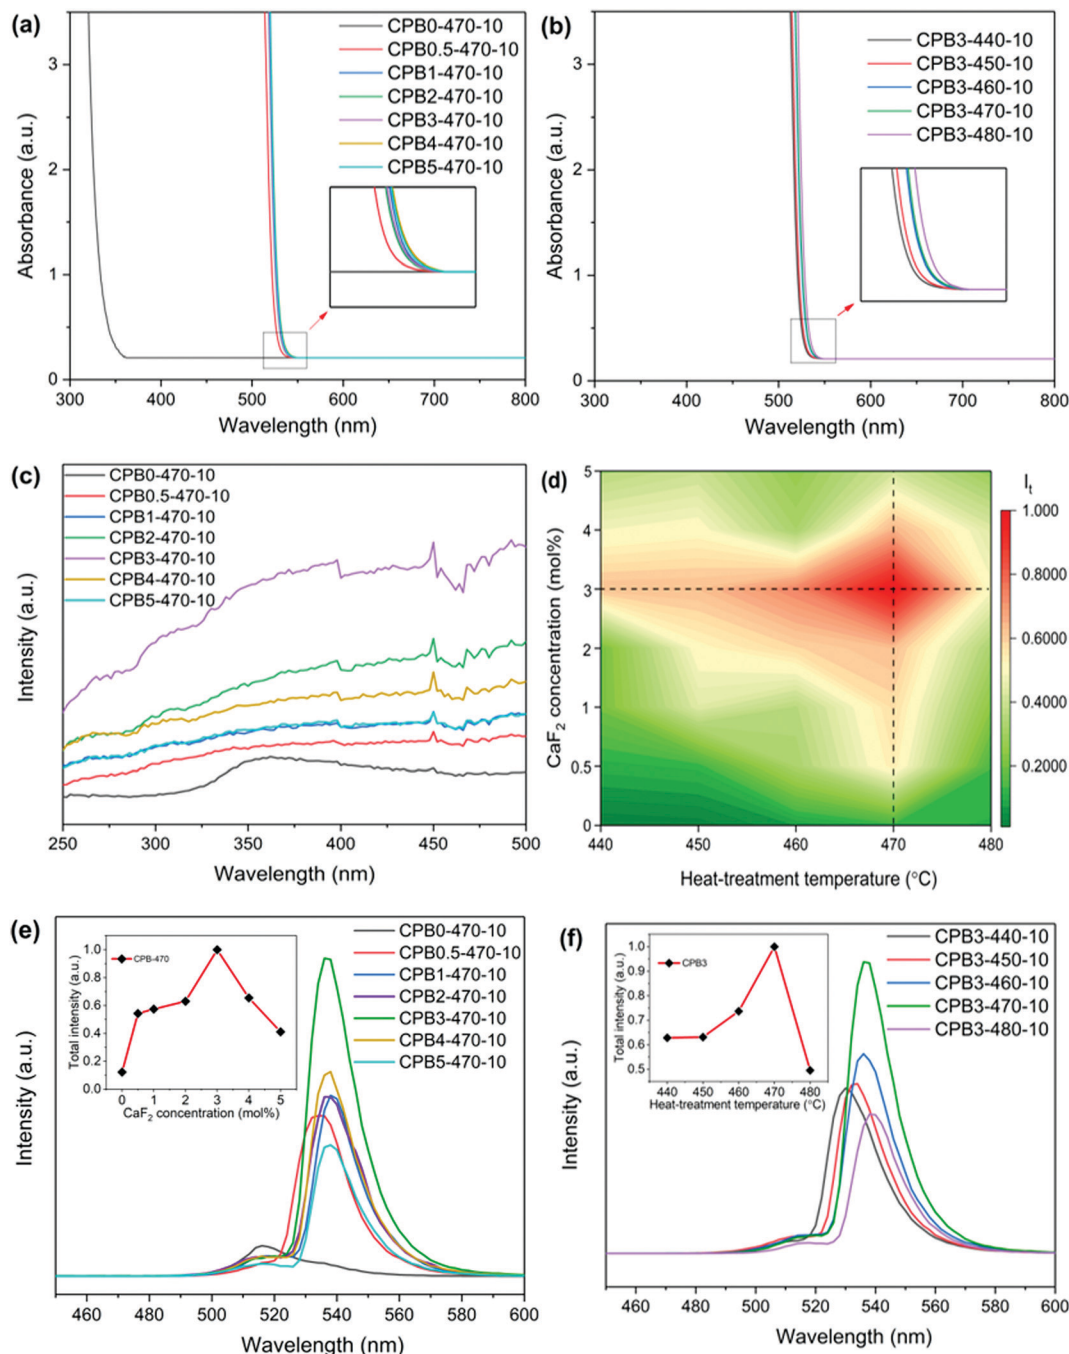 (a)
CPB0-470-10
CPB0.5-470-10
CPB1-470-10
CPB2-470-10
CPB3-470-10
CPB4-470-10
CPB5-470-10
Absorbance (a.u.)
3
2
1
0
300 400 500 600 700 800
Wavelength (nm)
(b)
CPB3-440-10
CPB3-450-10
CPB3-460-10
CPB3-470-10
CPB3-480-10
Absorbance (a.u.)
3
2
1
0
300 400 500 600 700 800
Wavelength (nm)
(c)
CPB0-470-10
CPB0.5-470-10
CPB1-470-10
CPB2-470-10
CPB3-470-10
CPB4-470-10
CPB5-470-10
Intensity (a.u.)
250 300 350 400 450 500
Wavelength (nm)
(d)
CaF₂ concentration (mol%)
5
4
3
2
1
0.5
0
440 450 460 470 480
Heat-treatment temperature (°C)
Iₜ
1.000
0.8000
0.6000
0.4000
0.2000
(e)
CPB0-470-10
CPB0.5-470-10
CPB1-470-10
CPB2-470-10
CPB3-470-10
CPB4-470-10
CPB5-470-10
CPB-470
Total intensity (a.u.)
1.0
0.8
0.6
0.4
0.2
0.0
0 1 2 3 4 5
CaF₂ concentration (mol%)
Intensity (a.u.)
460 480 500 520 540 560 580 600
Wavelength (nm)
(f)
CPB3-440-10
CPB3-450-10
CPB3-460-10
CPB3-470-10
CPB3-480-10
CPB3
Total intensity (a.u.)
1.0
0.9
0.8
0.7
0.6
0.5
440 450 460 470 480
Heat-treatment temperature (°C)
Intensity (a.u.)
460 480 500 520 540 560 580 600
Wavelength (nm)